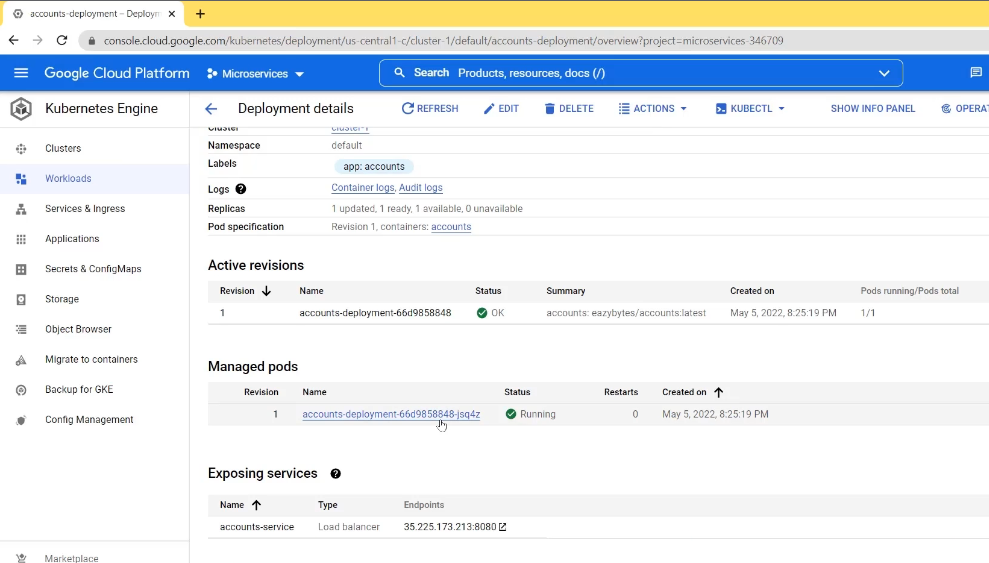 accounts-deployment – Deploym
console.cloud.google.com/kubernetes/deployment/us-central1-c/cluster-1/default/accounts-deployment/overview?project=microservices-346709
Google Cloud Platform
Microservices
Search Products, resources, docs (/)
Kubernetes Engine
Deployment details
REFRESH
EDIT
DELETE
ACTIONS
KUBECTL
SHOW INFO PANEL
OPERAT
Clusters
Workloads
Services & Ingress
Applications
Secrets & ConfigMaps
Storage
Object Browser
Migrate to containers
Backup for GKE
Config Management
Marketplace
Cluster cluster-1
Namespace default
Labels app: accounts
Logs Container logs, Audit logs
Replicas 1 updated, 1 ready, 1 available, 0 unavailable
Pod specification Revision 1, containers: accounts
Active revisions
Revision Name Status Summary Created on Pods running/Pods total
1 accounts-deployment-66d9858848 OK accounts: eazybytes/accounts:latest May 5, 2022, 8:25:19 PM 1/1
Managed pods
Revision Name Status Restarts Created on
1 accounts-deployment-66d9858848-jsq4z Running 0 May 5, 2022, 8:25:19 PM
Exposing services
Name Type Endpoints
accounts-service Load balancer 35.225.173.213:8080